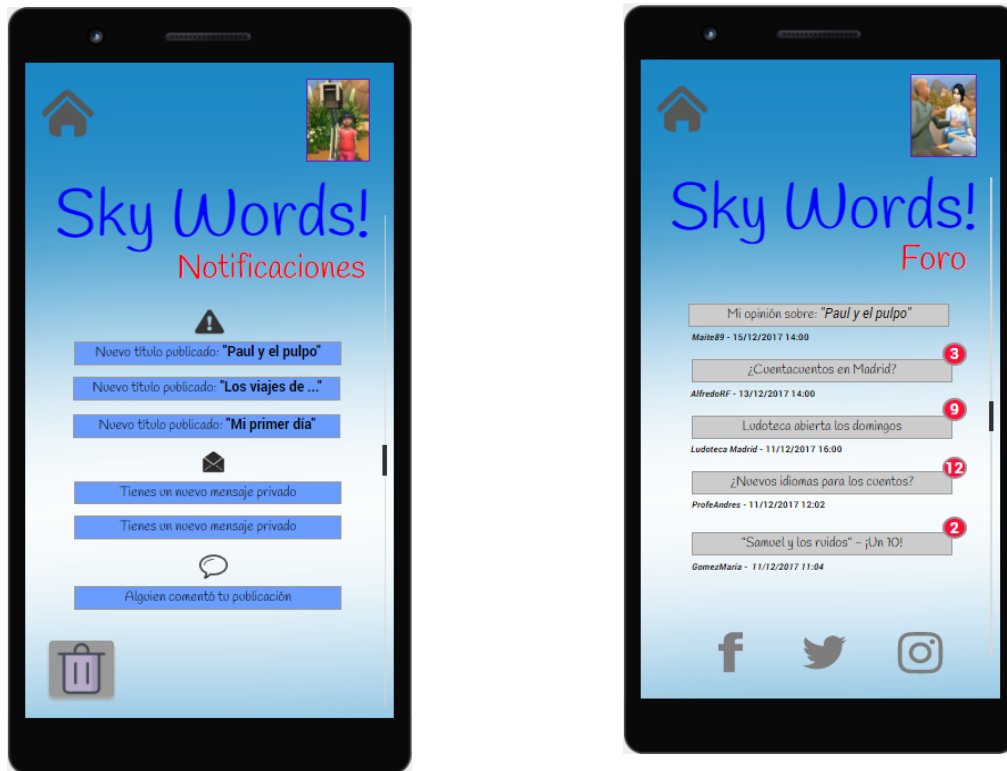 Sky Words!
Notificaciones
Nuevo título publicado: "Paul y el pulpo"
Nuevo título publicado: "Los viajes de ..."
Nuevo título publicado: "Mi primer día"
Tienes un nuevo mensaje privado
Tienes un nuevo mensaje privado
Alguien comentó tu publicación
Sky Words!
Foro
Mi opinión sobre: "Paul y el pulpo"
Maite89 - 15/12/2017 14:00
3
¿Cuentacuentos en Madrid?
AlfredoRF - 13/12/2017 14:00
9
Ludoteca abierta los domingos
Ludoteca Madrid - 11/12/2017 16:00
12
¿Nuevos idiomas para los cuentos?
ProfeAndres - 11/12/2017 12:02
2
"Samuel y los ruidos" – ¡Un 10!
GomezMaria - 11/12/2017 11:04